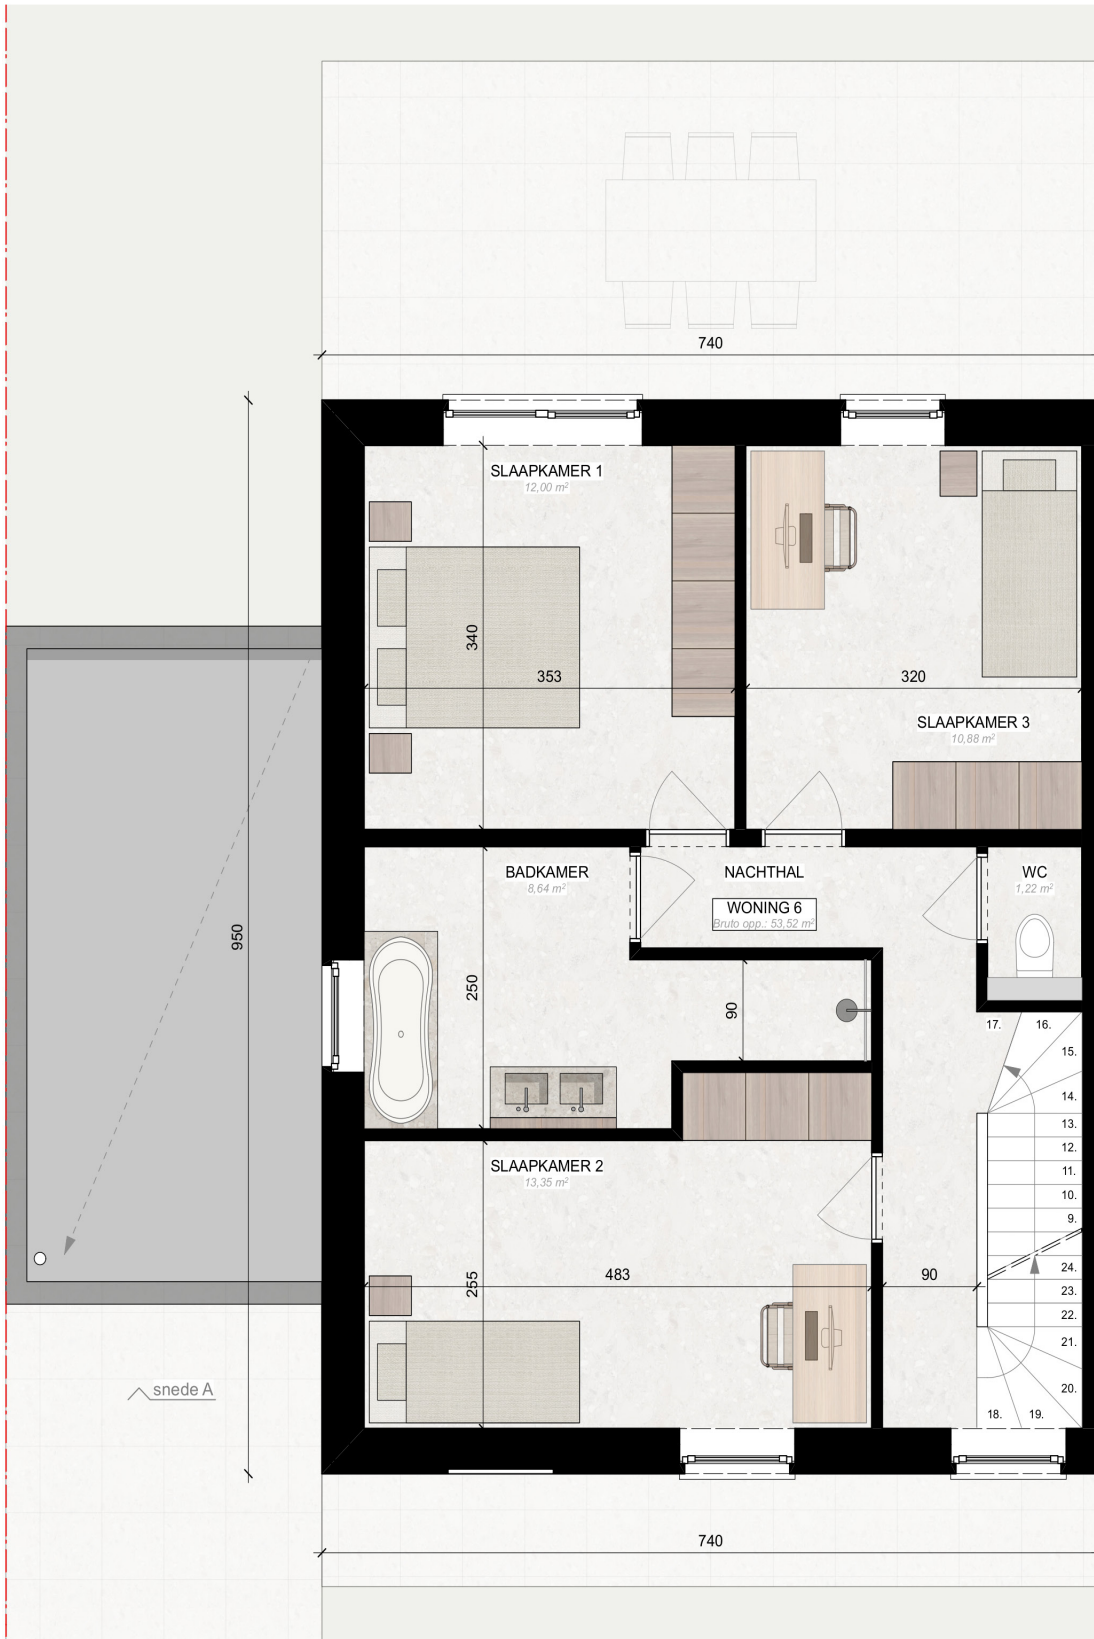 740
SLAAPKAMER 1
12,00 m²
340
353
320
SLAAPKAMER 3
10,88 m²
950
BADKAMER
8,64 m²
NACHTHAL
WONING 6
Bruto opp.: 53,52 m²
WC
1,22 m²
250
90
17.
16.
15.
14.
13.
12.
11.
10.
9.
SLAAPKAMER 2
13,35 m²
255
483
90
24.
23.
22.
21.
20.
19.
18.
snede A
740